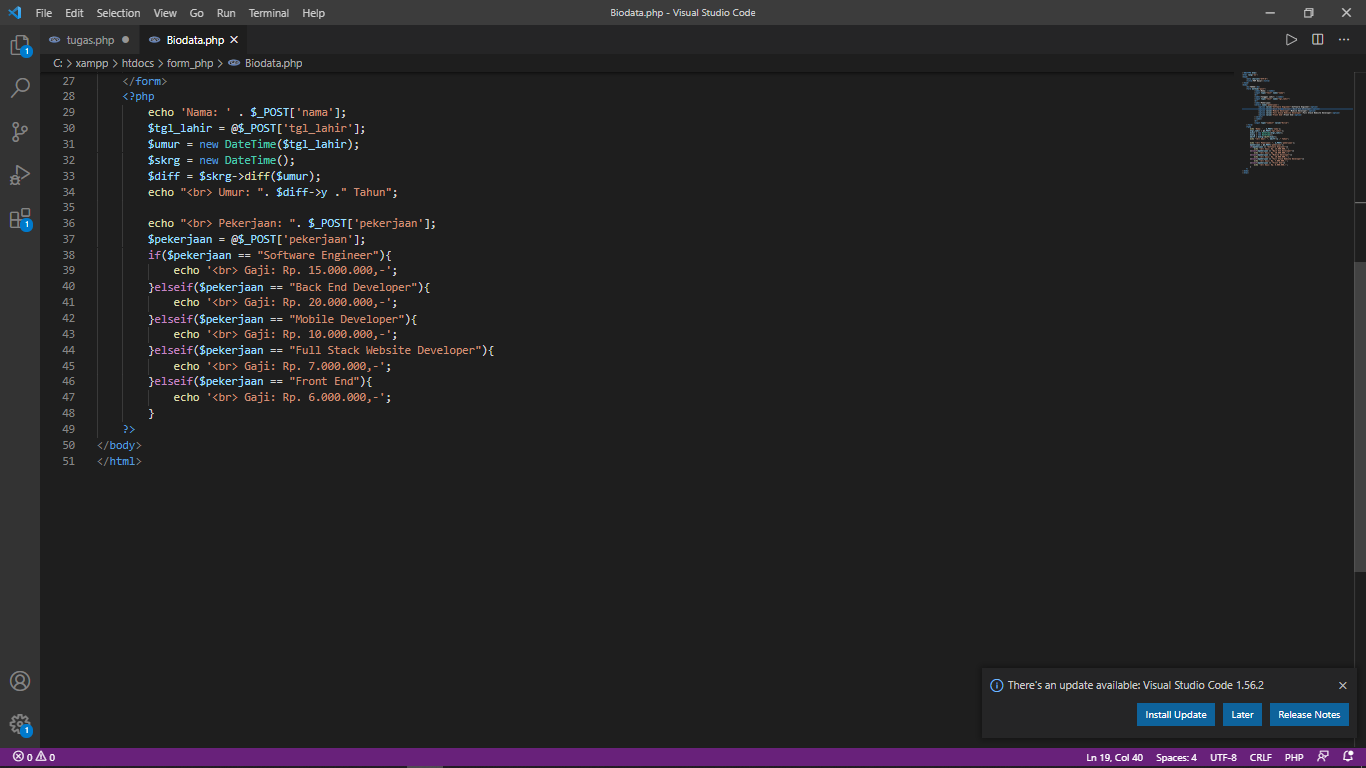 File Edit Selection View Go Run Terminal Help Biodata.php - Visual Studio Code
tugas.php Biodata.php
C: > xampp > htdocs > form_php > Biodata.php
27 </form>
28 <?php
29 echo 'Nama: ' . $_POST['nama'];
30 $tgl_lahir = @$_POST['tgl_lahir'];
31 $umur = new DateTime($tgl_lahir);
32 $skrg = new DateTime();
33 $diff = $skrg->diff($umur);
34 echo "<br> Umur: ". $diff->y ." Tahun";
35
36 echo "<br> Pekerjaan: ". $_POST['pekerjaan'];
37 $pekerjaan = @$_POST['pekerjaan'];
38 if($pekerjaan == "Software Engineer"){
39 echo '<br> Gaji: Rp. 15.000.000,-';
40 }elseif($pekerjaan == "Back End Developer"){
41 echo '<br> Gaji: Rp. 20.000.000,-';
42 }elseif($pekerjaan == "Mobile Developer"){
43 echo '<br> Gaji: Rp. 10.000.000,-';
44 }elseif($pekerjaan == "Full Stack Website Developer"){
45 echo '<br> Gaji: Rp. 7.000.000,-';
46 }elseif($pekerjaan == "Front End"){
47 echo '<br> Gaji: Rp. 6.000.000,-';
48 }
49 ?>
50 </body>
51 </html>
1
1
1
There's an update available: Visual Studio Code 1.56.2
Install Update Later Release Notes
0 0 Ln 19, Col 40 Spaces: 4 UTF-8 CRLF PHP